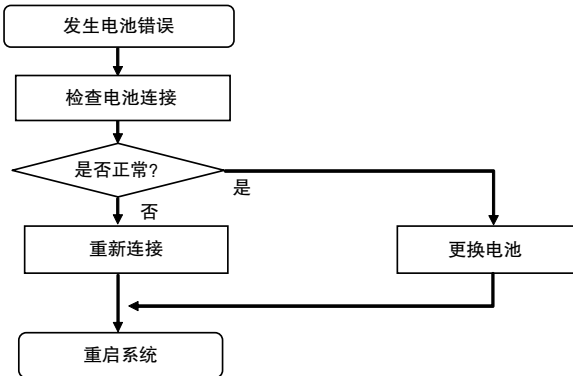 发生电池错误
检查电池连接
是否正常?
是
否
重新连接
更换电池
重启系统